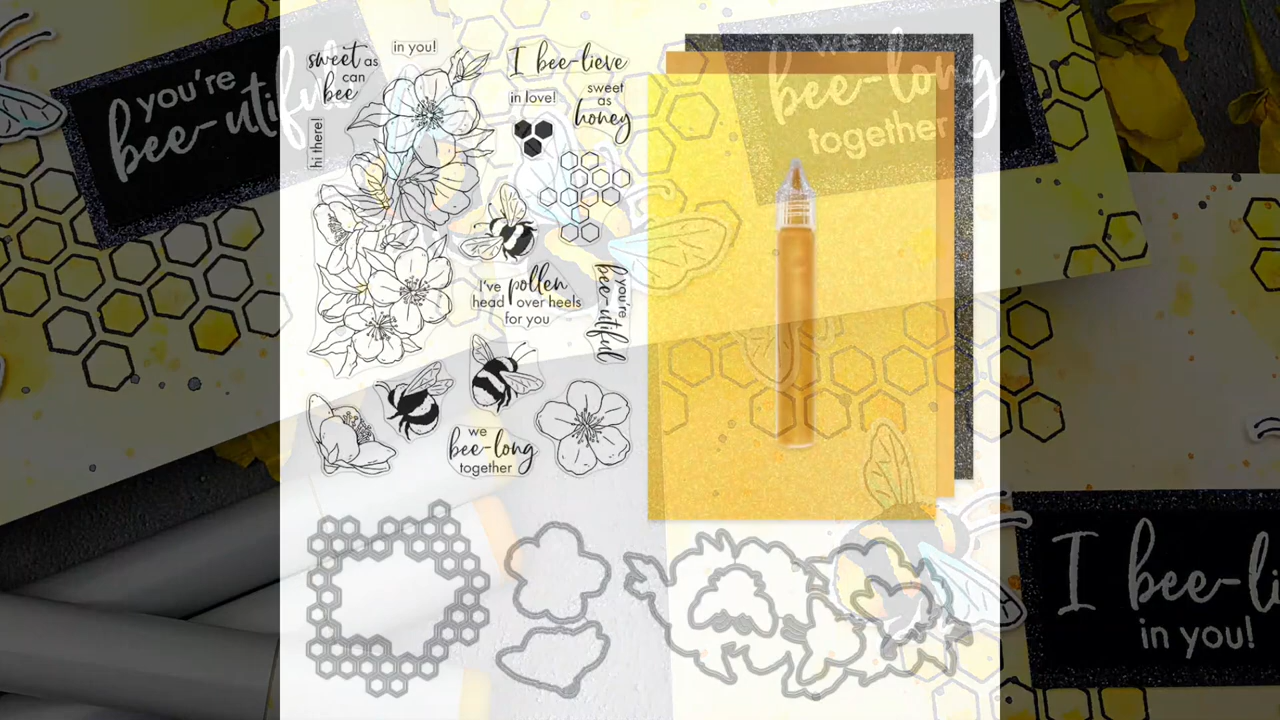 you're
bee-utiful
sweet as
can
bee
in you!
hi there!
I bee-lieve
in love!
sweet
as
honey
I've pollen
head over heels
for you
you're
bee-utiful
we
bee-long
together
we
bee-long
together
I bee-li
in you!